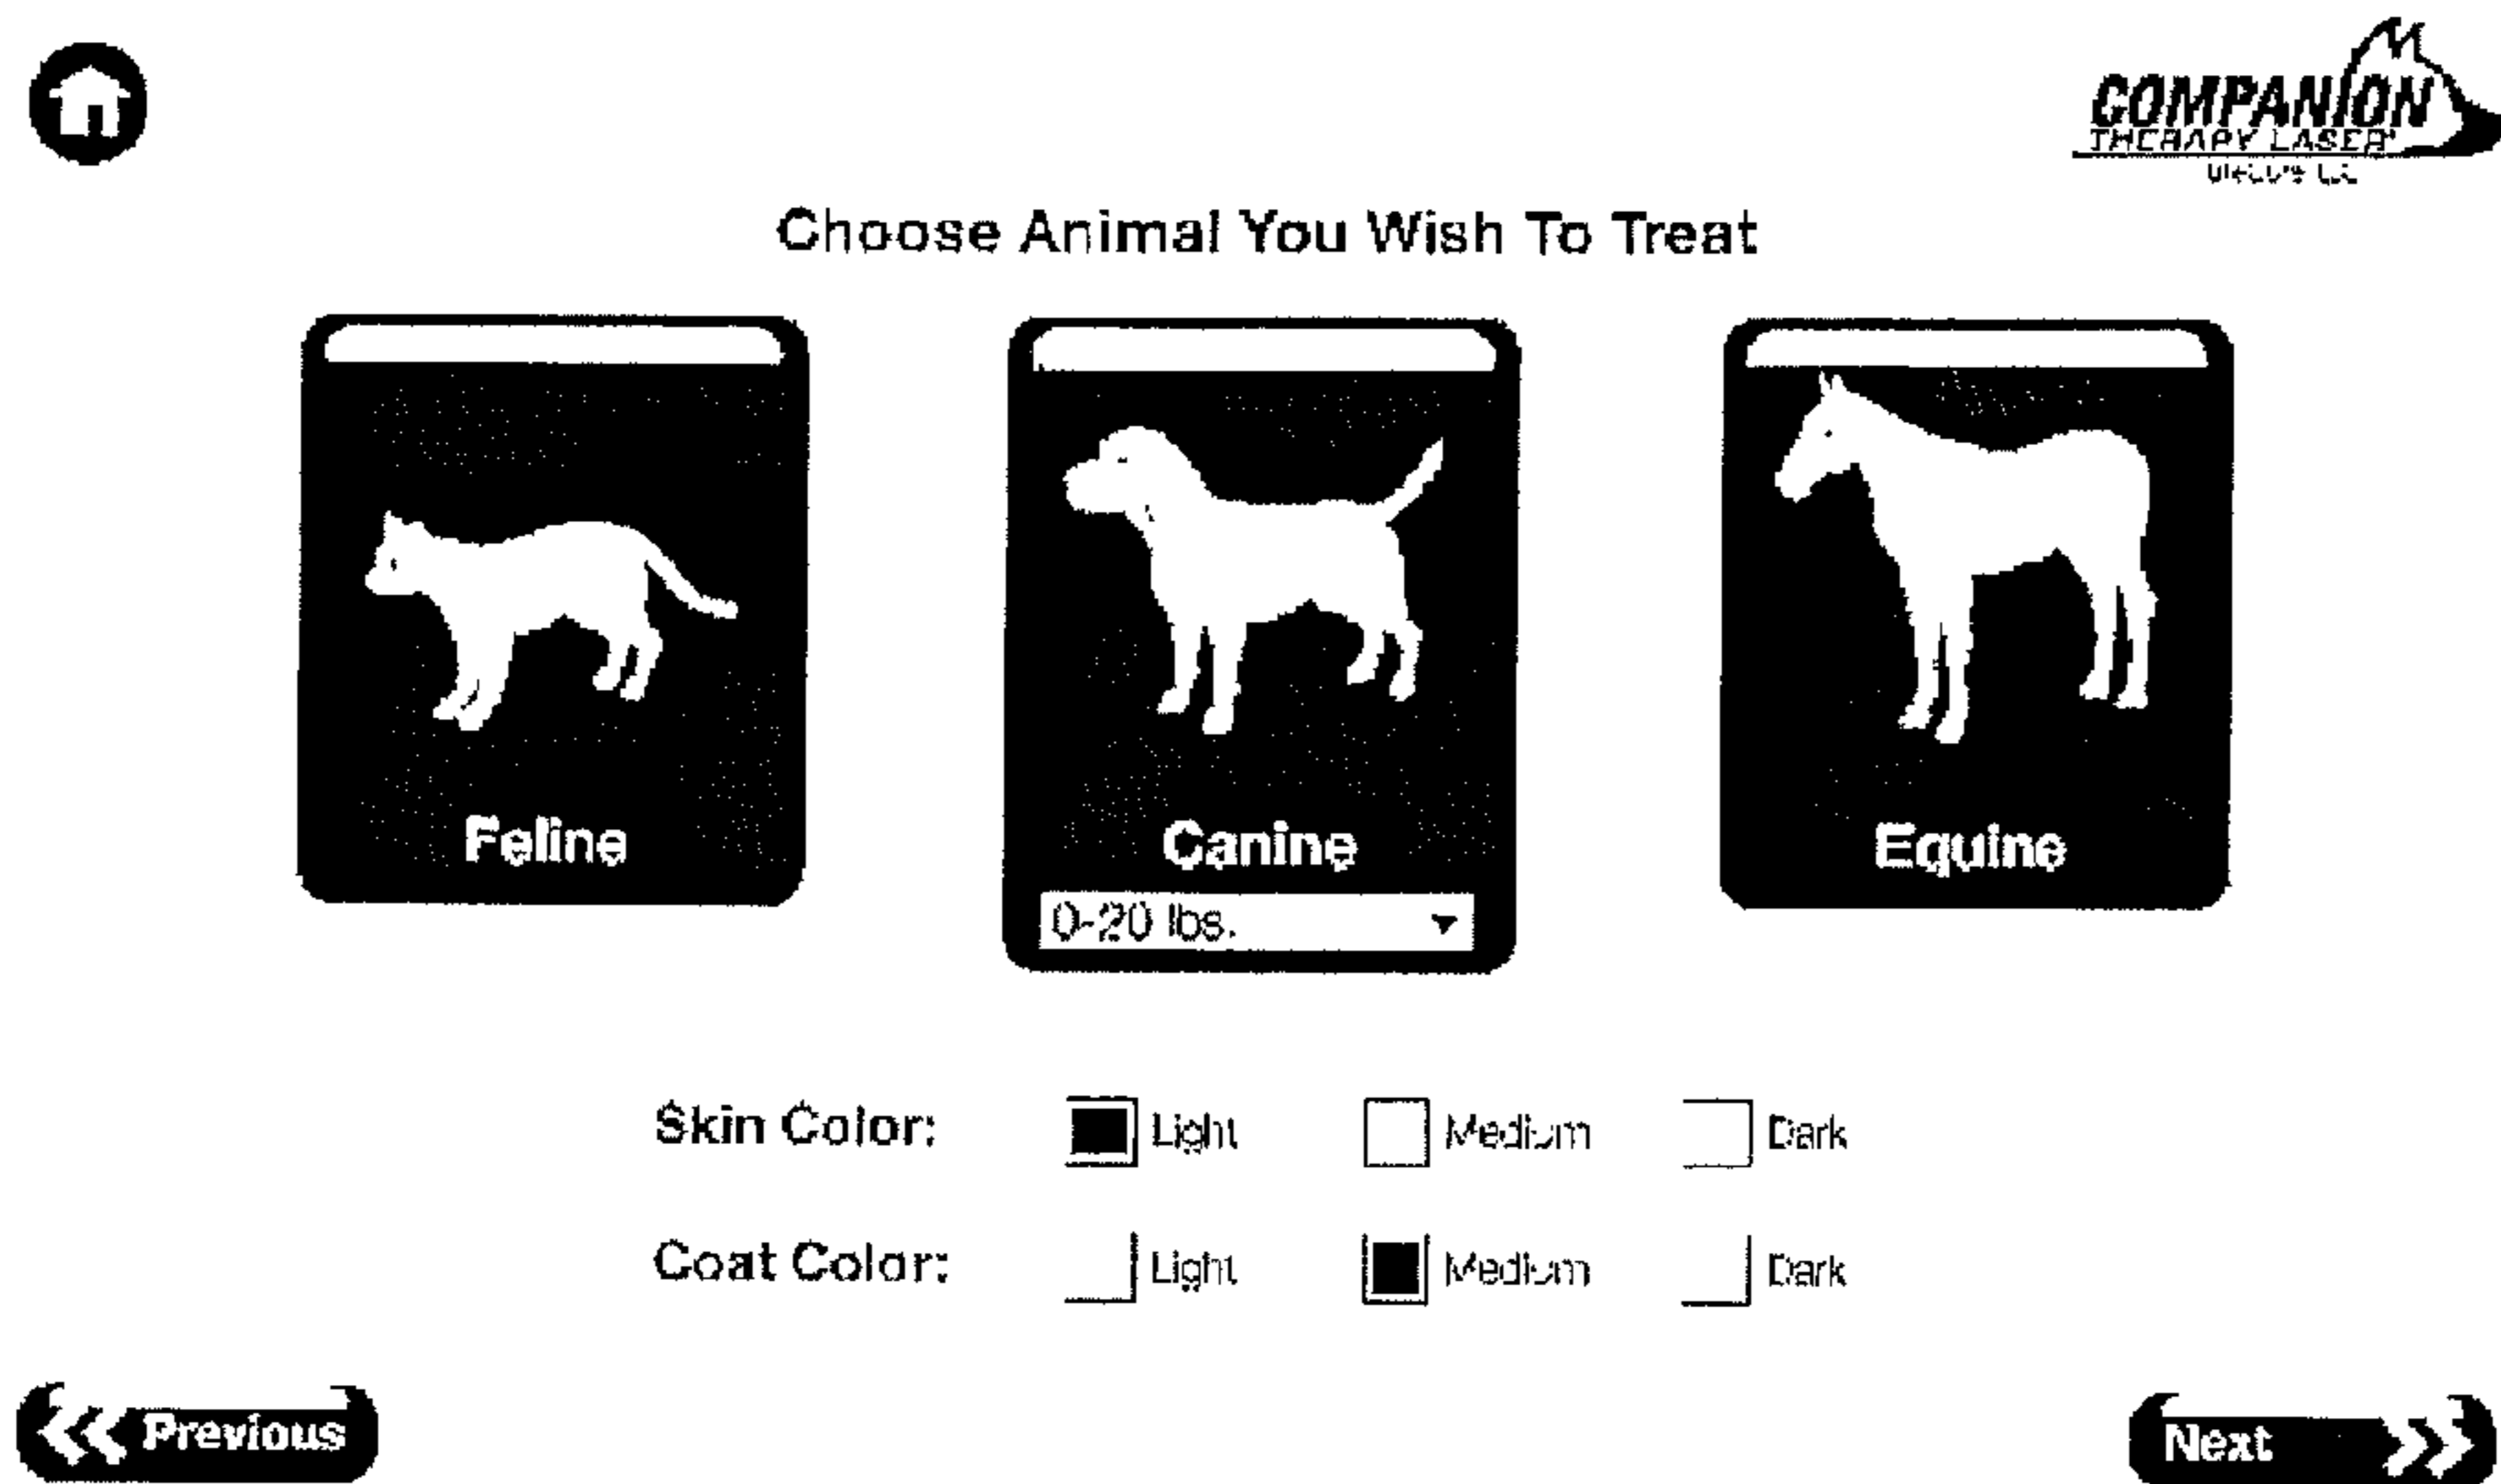 COMPANION
THERAPY LASER
Choose Animal You Wish To Treat
Feline
Canine
Equine
0-20 lbs.
Skin Color: Light Medium Dark
Coat Color: Light Medium Dark
Previous
Next